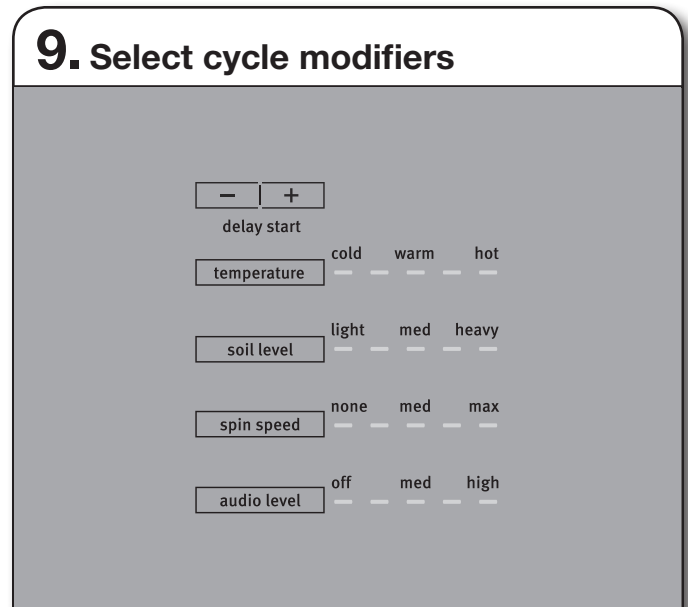 9. Select cycle modifiers
− | +
delay start
cold warm hot
temperature
light med heavy
soil level
none med max
spin speed
off med high
audio level